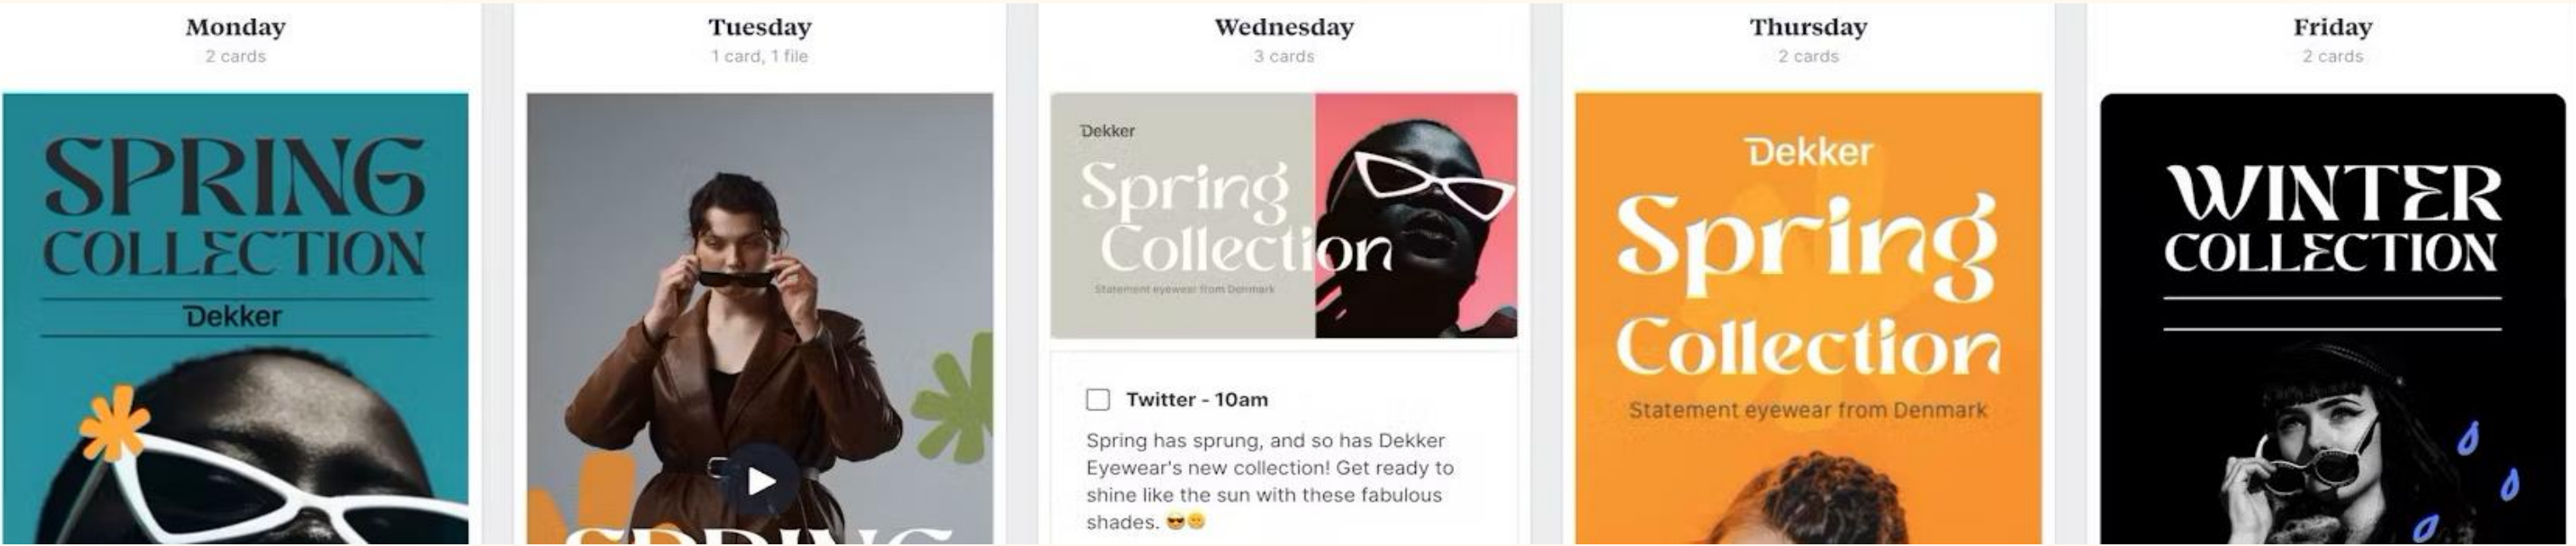 Monday
2 cards
SPRING
COLLECTION
Dekker
Tuesday
1 card, 1 file
SPRING
Wednesday
3 cards
Dekker
Spring
Collection
Statement eyewear from Denmark
Twitter - 10am
Spring has sprung, and so has Dekker
Eyewear's new collection! Get ready to
shine like the sun with these fabulous
shades. 😎🌞
Thursday
2 cards
Dekker
Spring
Collection
Statement eyewear from Denmark
Friday
2 cards
WINTER
COLLECTION